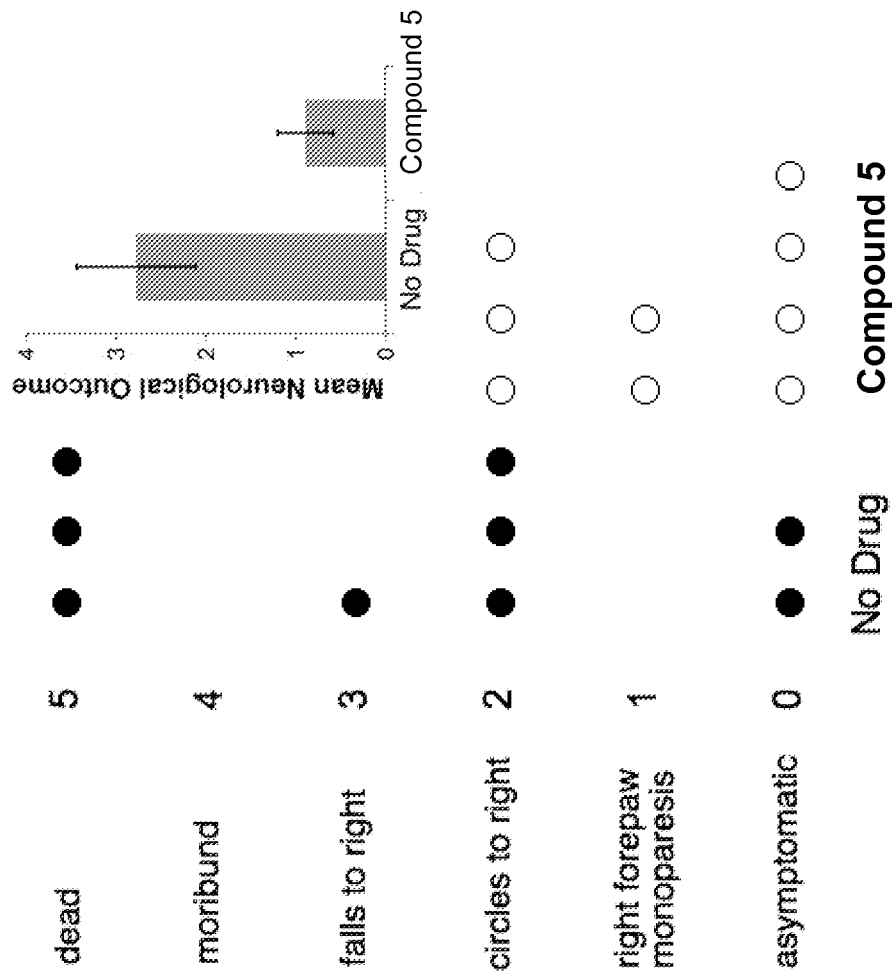 dead 5
moribund 4
falls to right 3
circles to right 2
right forepaw
monoparesis 1
asymptomatic 0
No Drug
Compound 5
Mean Neurological Outcome
4
3
2
1
0
No Drug
Compound 5